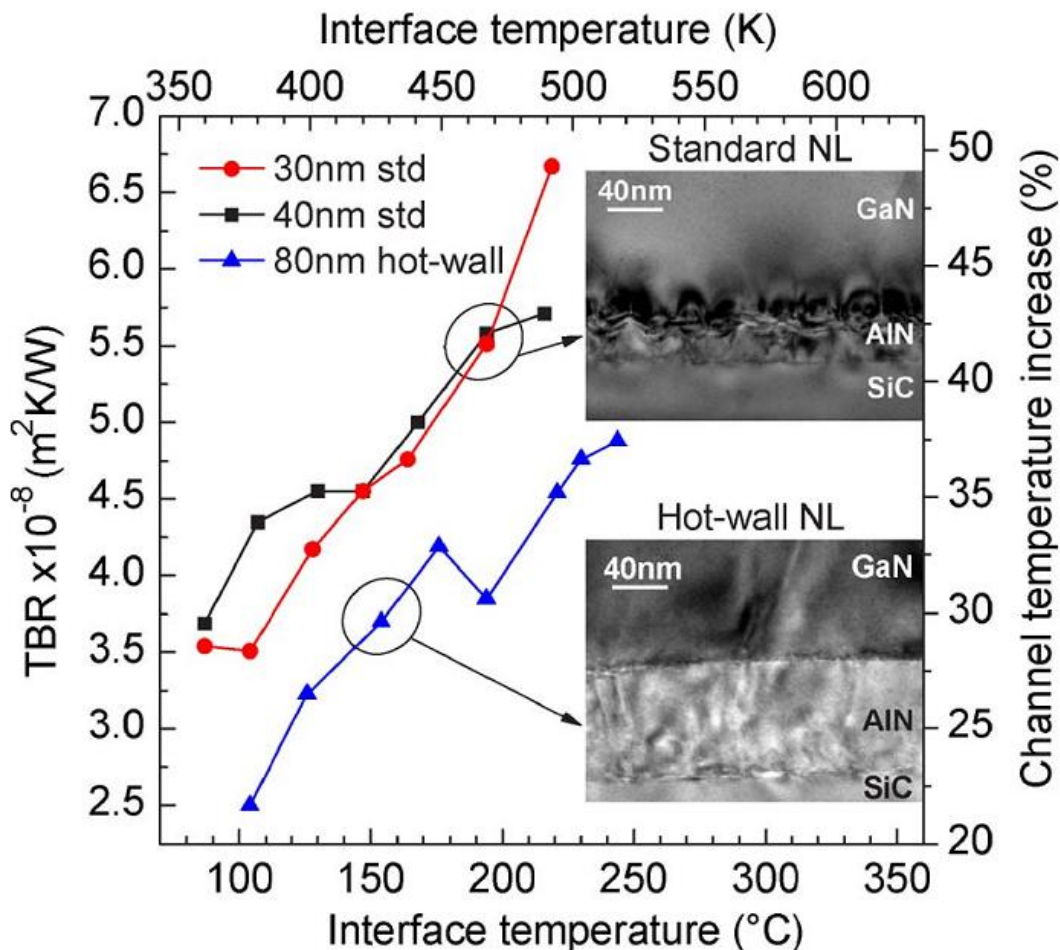 Interface temperature (K)
360 400 450 500 550 600
7.0
6.5
6.0
5.5
5.0
4.5
4.0
3.5
3.0
2.5
TBR x10⁻⁸ (m²K/W)
30nm std
40nm std
80nm hot-wall
Standard NL
40nm
GaN
AlN
SiC
Hot-wall NL
40nm
GaN
AlN
SiC
50
45
40
35
30
25
20
Channel temperature increase (%)
100 150 200 250 300 350
Interface temperature (°C)